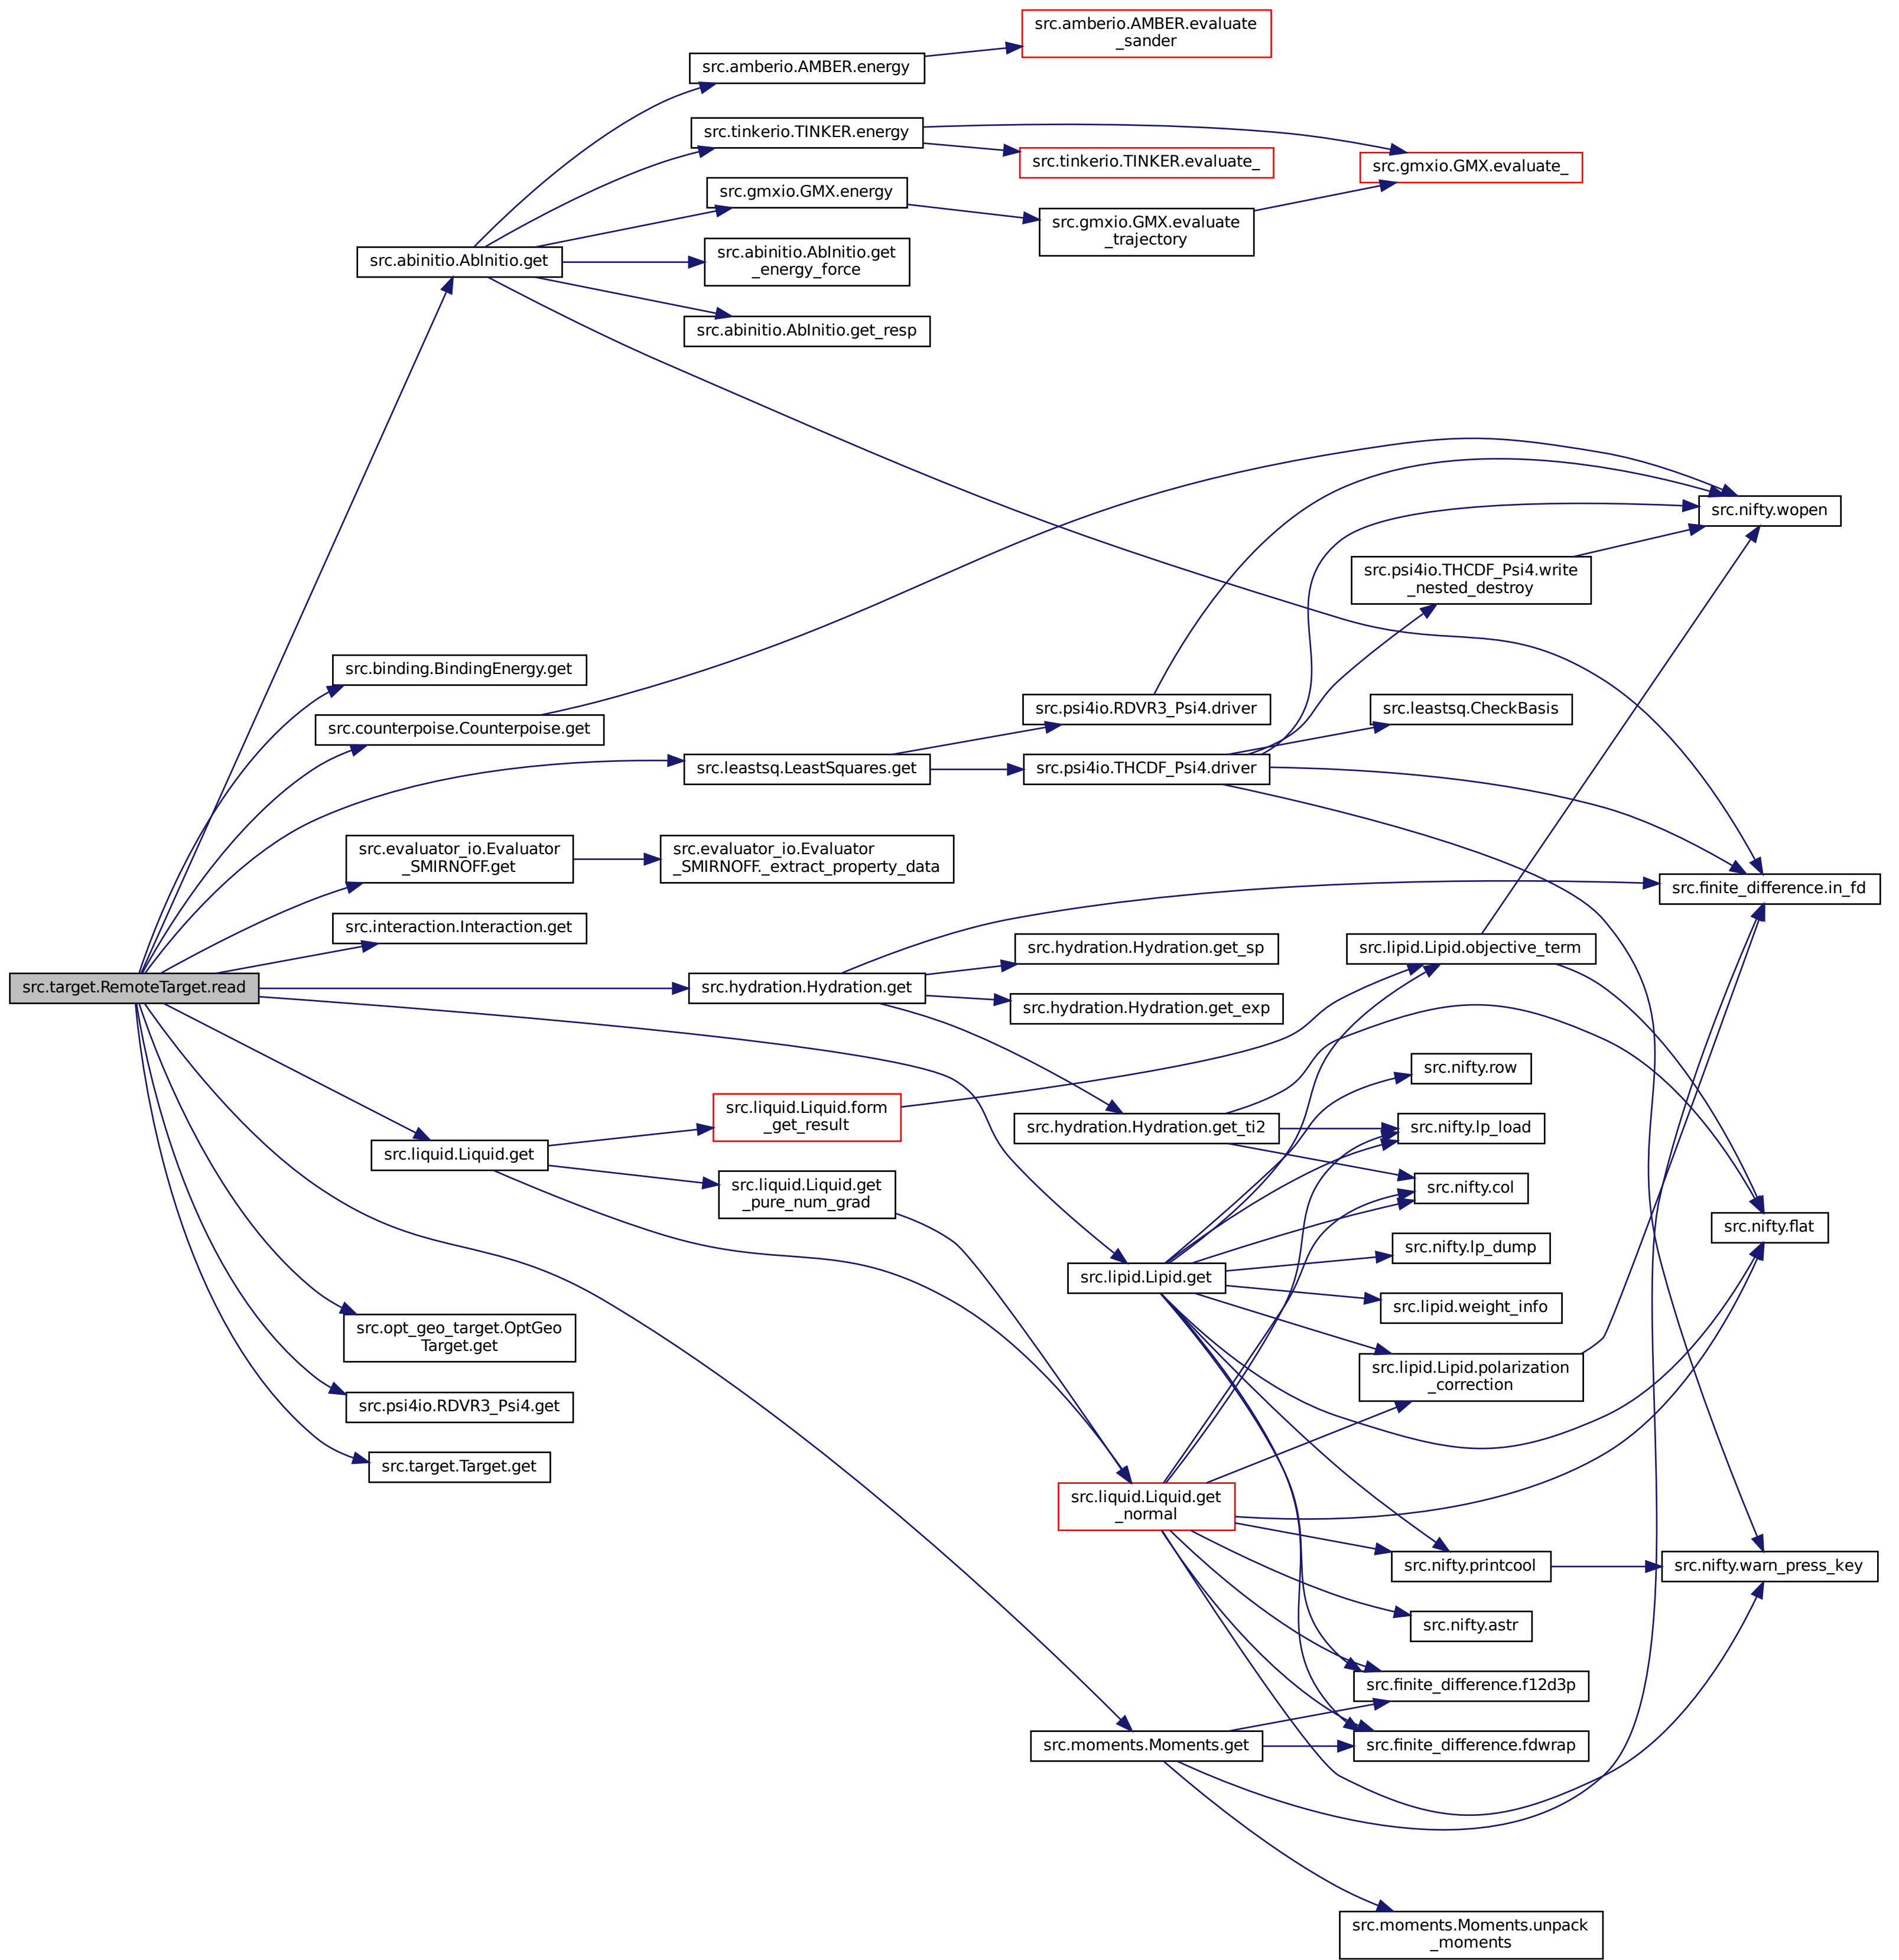 src.amberio.AMBER.evaluate
_sander
src.amberio.AMBER.energy
src.tinkerio.TINKER.energy
src.tinkerio.TINKER.evaluate_
src.gmxio.GMX.evaluate_
src.gmxio.GMX.energy
src.gmxio.GMX.evaluate
_trajectory
src.abinitio.AbInitio.get
src.abinitio.AbInitio.get
_energy_force
src.abinitio.AbInitio.get_resp
src.nifty.wopen
src.psi4io.THCDF_Psi4.write
_nested_destroy
src.binding.BindingEnergy.get
src.counterpoise.Counterpoise.get
src.psi4io.RDVR3_Psi4.driver
src.leastsq.CheckBasis
src.leastsq.LeastSquares.get
src.psi4io.THCDF_Psi4.driver
src.evaluator_io.Evaluator
_SMIRNOFF.get
src.evaluator_io.Evaluator
_SMIRNOFF._extract_property_data
src.finite_difference.in_fd
src.interaction.Interaction.get
src.hydration.Hydration.get_sp
src.lipid.Lipid.objective_term
src.target.RemoteTarget.read
src.hydration.Hydration.get
src.hydration.Hydration.get_exp
src.nifty.row
src.liquid.Liquid.form
_get_result
src.hydration.Hydration.get_ti2
src.nifty.lp_load
src.liquid.Liquid.get
src.liquid.Liquid.get
_pure_num_grad
src.nifty.col
src.nifty.flat
src.nifty.lp_dump
src.lipid.Lipid.get
src.lipid.weight_info
src.opt_geo_target.OptGeo
Target.get
src.lipid.Lipid.polarization
_correction
src.psi4io.RDVR3_Psi4.get
src.target.Target.get
src.liquid.Liquid.get
_normal
src.nifty.printcool
src.nifty.warn_press_key
src.nifty.astr
src.finite_difference.f12d3p
src.moments.Moments.get
src.finite_difference.fdwrap
src.moments.Moments.unpack
_moments